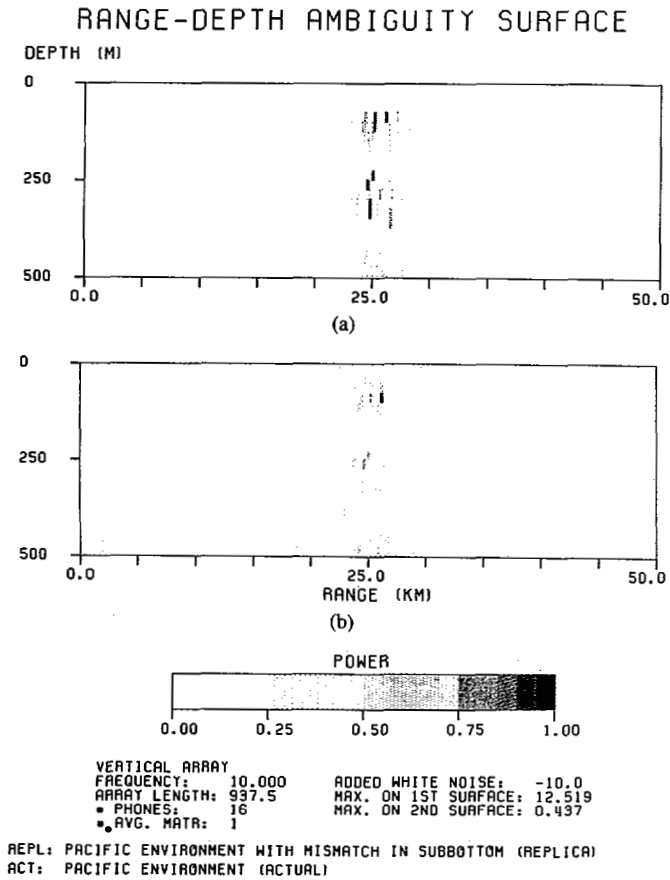 RANGE-DEPTH AMBIGUITY SURFACE
DEPTH (M)
0
250
500
0.0 25.0 50.0
(a)
0
250
500
0.0 25.0 50.0
RANGE (KM)
(b)
POWER
0.00 0.25 0.50 0.75 1.00
VERTICAL ARRAY
FREQUENCY: 10.000 ADDED WHITE NOISE: -10.0
ARRAY LENGTH: 937.5 MAX. ON 1ST SURFACE: 12.519
PHONES: 16 MAX. ON 2ND SURFACE: 0.437
AVG. MATR: 1
REPL: PACIFIC ENVIRONMENT WITH MISMATCH IN SUBBOTTOM (REPLICA)
ACT: PACIFIC ENVIRONMENT (ACTUAL)